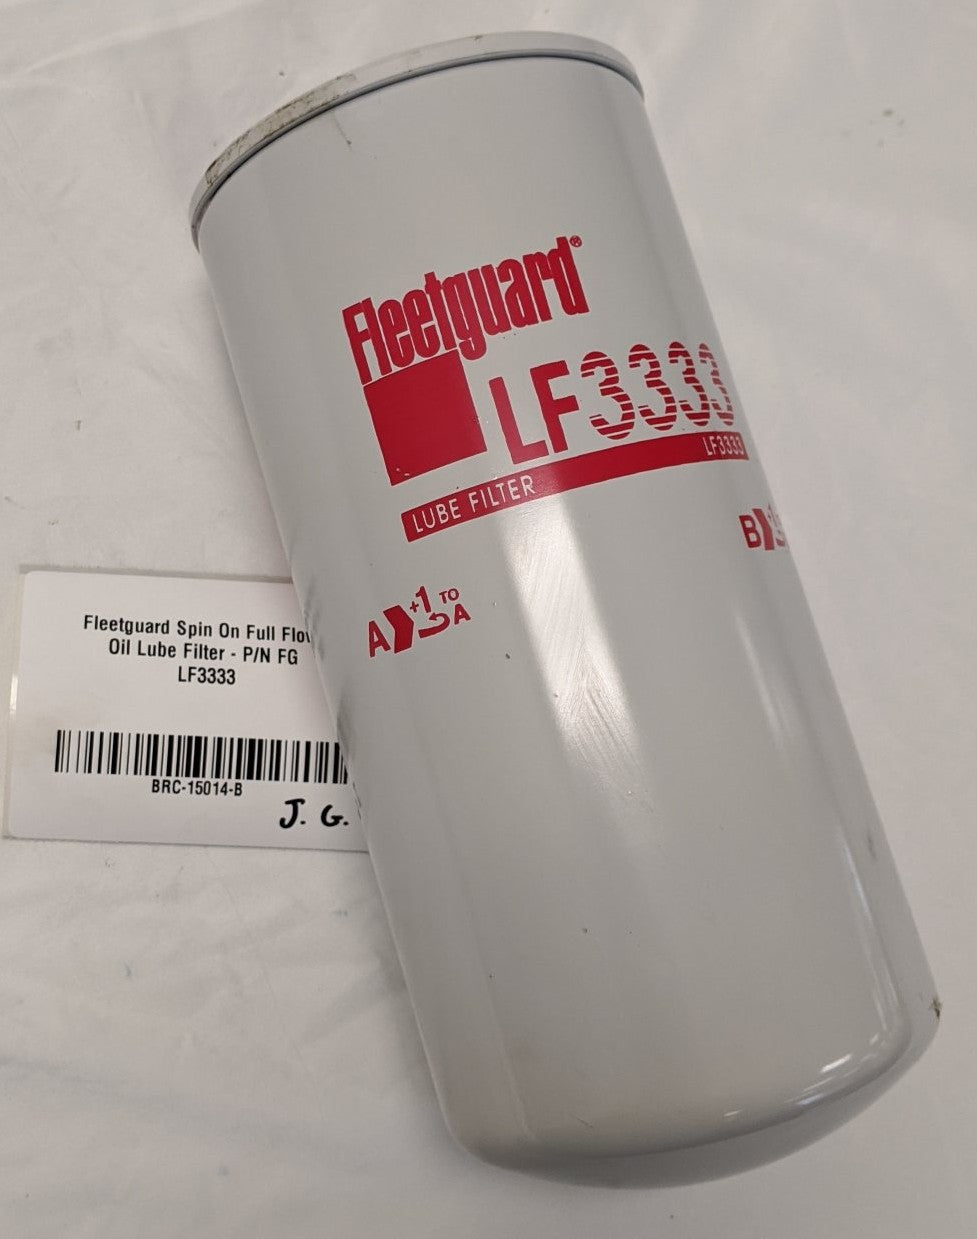 Fleetguard®
LF3333
LUBE FILTER LF3333
A +1 TO A
B
Fleetguard Spin On Full Flow
Oil Lube Filter - P/N FG
LF3333
BRC-15014-B
J. G.